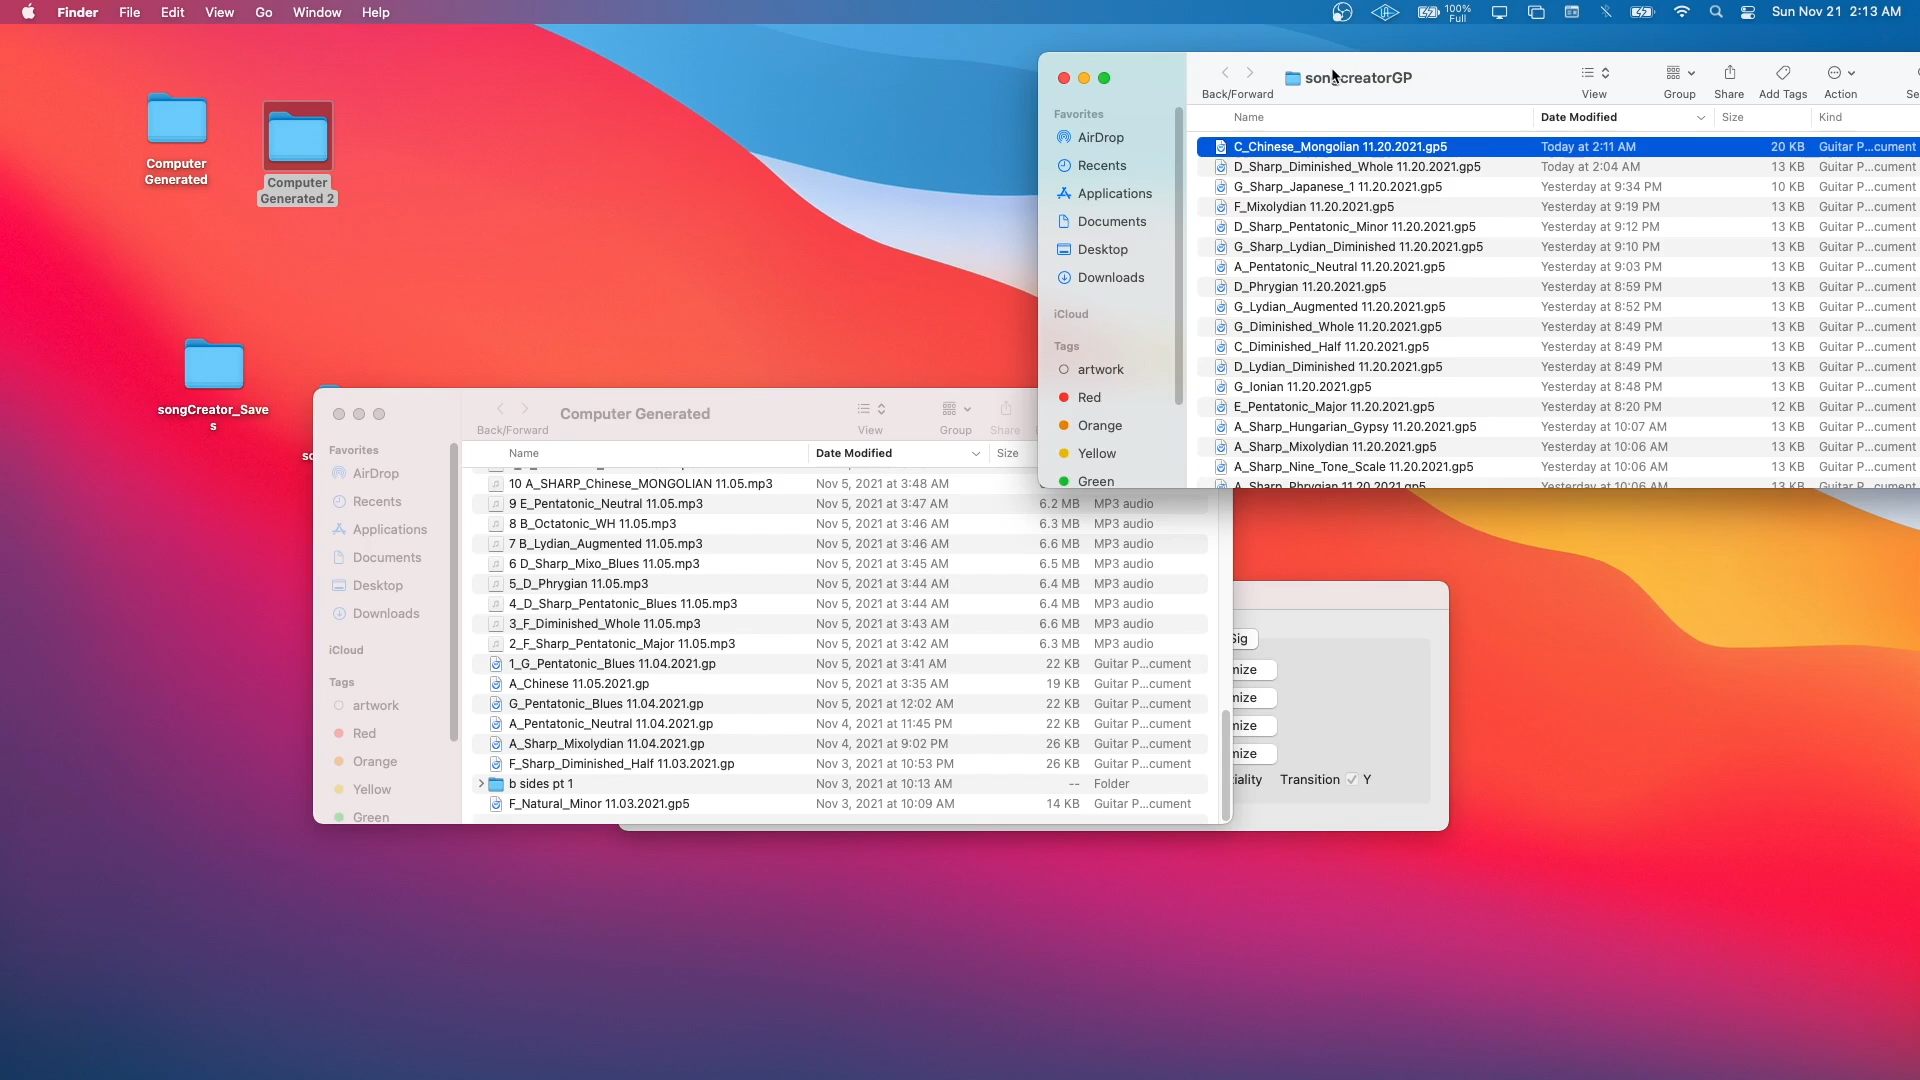 Finder File Edit View Go Window Help
100% Full
Sun Nov 21 2:13 AM
Computer
Generated
Computer
Generated 2
songCreator_Save
s
Back/Forward
View
Group
Share
Add Tags
Action
Name Date Modified Size Kind
Favorites
AirDrop
Recents
Applications
Documents
Desktop
Downloads
iCloud
Tags
artwork
Red
Orange
Yellow
Green
C_Chinese_Mongolian 11.20.2021.gp5 Today at 2:11 AM 20 KB Guitar P...cument
D_Sharp_Diminished_Whole 11.20.2021.gp5 Today at 2:04 AM 13 KB Guitar P...cument
G_Sharp_Japanese_1 11.20.2021.gp5 Yesterday at 9:34 PM 10 KB Guitar P...cument
F_Mixolydian 11.20.2021.gp5 Yesterday at 9:19 PM 13 KB Guitar P...cument
D_Sharp_Pentatonic_Minor 11.20.2021.gp5 Yesterday at 9:12 PM 13 KB Guitar P...cument
G_Sharp_Lydian_Diminished 11.20.2021.gp5 Yesterday at 9:10 PM 13 KB Guitar P...cument
A_Pentatonic_Neutral 11.20.2021.gp5 Yesterday at 9:03 PM 13 KB Guitar P...cument
D_Phrygian 11.20.2021.gp5 Yesterday at 8:59 PM 13 KB Guitar P...cument
G_Lydian_Augmented 11.20.2021.gp5 Yesterday at 8:52 PM 13 KB Guitar P...cument
G_Diminished_Whole 11.20.2021.gp5 Yesterday at 8:49 PM 13 KB Guitar P...cument
C_Diminished_Half 11.20.2021.gp5 Yesterday at 8:49 PM 13 KB Guitar P...cument
D_Lydian_Diminished 11.20.2021.gp5 Yesterday at 8:49 PM 13 KB Guitar P...cument
G_Ionian 11.20.2021.gp5 Yesterday at 8:48 PM 13 KB Guitar P...cument
E_Pentatonic_Major 11.20.2021.gp5 Yesterday at 8:20 PM 12 KB Guitar P...cument
A_Sharp_Hungarian_Gypsy 11.20.2021.gp5 Yesterday at 10:07 AM 13 KB Guitar P...cument
A_Sharp_Mixolydian 11.20.2021.gp5 Yesterday at 10:06 AM 13 KB Guitar P...cument
A_Sharp_Nine_Tone_Scale 11.20.2021.gp5 Yesterday at 10:06 AM 13 KB Guitar P...cument
A_Sharp_Phrygian 11.20.2021.gp5 Yesterday at 10:06 AM 13 KB Guitar P...cument
Computer Generated
Back/Forward
View
Group
Share
Name Date Modified Size
Favorites
AirDrop
Recents
Applications
Documents
Desktop
Downloads
iCloud
Tags
artwork
Red
Orange
Yellow
Green
10 A_SHARP_Chinese_MONGOLIAN 11.05.mp3 Nov 5, 2021 at 3:48 AM
9 E_Pentatonic_Neutral 11.05.mp3 Nov 5, 2021 at 3:47 AM 6.2 MB MP3 audio
8 B_Octatonic_WH 11.05.mp3 Nov 5, 2021 at 3:46 AM 6.3 MB MP3 audio
7 B_Lydian_Augmented 11.05.mp3 Nov 5, 2021 at 3:46 AM 6.6 MB MP3 audio
6 D_Sharp_Mixo_Blues 11.05.mp3 Nov 5, 2021 at 3:45 AM 6.5 MB MP3 audio
5_D_Phrygian 11.05.mp3 Nov 5, 2021 at 3:44 AM 6.4 MB MP3 audio
4_D_Sharp_Pentatonic_Blues 11.05.mp3 Nov 5, 2021 at 3:44 AM 6.4 MB MP3 audio
3_F_Diminished_Whole 11.05.mp3 Nov 5, 2021 at 3:43 AM 6.6 MB MP3 audio
2_F_Sharp_Pentatonic_Major 11.05.mp3 Nov 5, 2021 at 3:42 AM 6.3 MB MP3 audio
1_G_Pentatonic_Blues 11.04.2021.gp Nov 5, 2021 at 3:41 AM 22 KB Guitar P...cument
A_Chinese 11.05.2021.gp Nov 5, 2021 at 3:35 AM 19 KB Guitar P...cument
G_Pentatonic_Blues 11.04.2021.gp Nov 5, 2021 at 12:02 AM 22 KB Guitar P...cument
A_Pentatonic_Neutral 11.04.2021.gp Nov 4, 2021 at 11:45 PM 22 KB Guitar P...cument
A_Sharp_Mixolydian 11.04.2021.gp Nov 4, 2021 at 9:02 PM 26 KB Guitar P...cument
F_Sharp_Diminished_Half 11.03.2021.gp Nov 3, 2021 at 10:53 PM 26 KB Guitar P...cument
b sides pt 1 Nov 3, 2021 at 10:13 AM -- Folder
F_Natural_Minor 11.03.2021.gp5 Nov 3, 2021 at 10:09 AM 14 KB Guitar P...cument
Sig
mize
mize
mize
mize
iality Transition Y